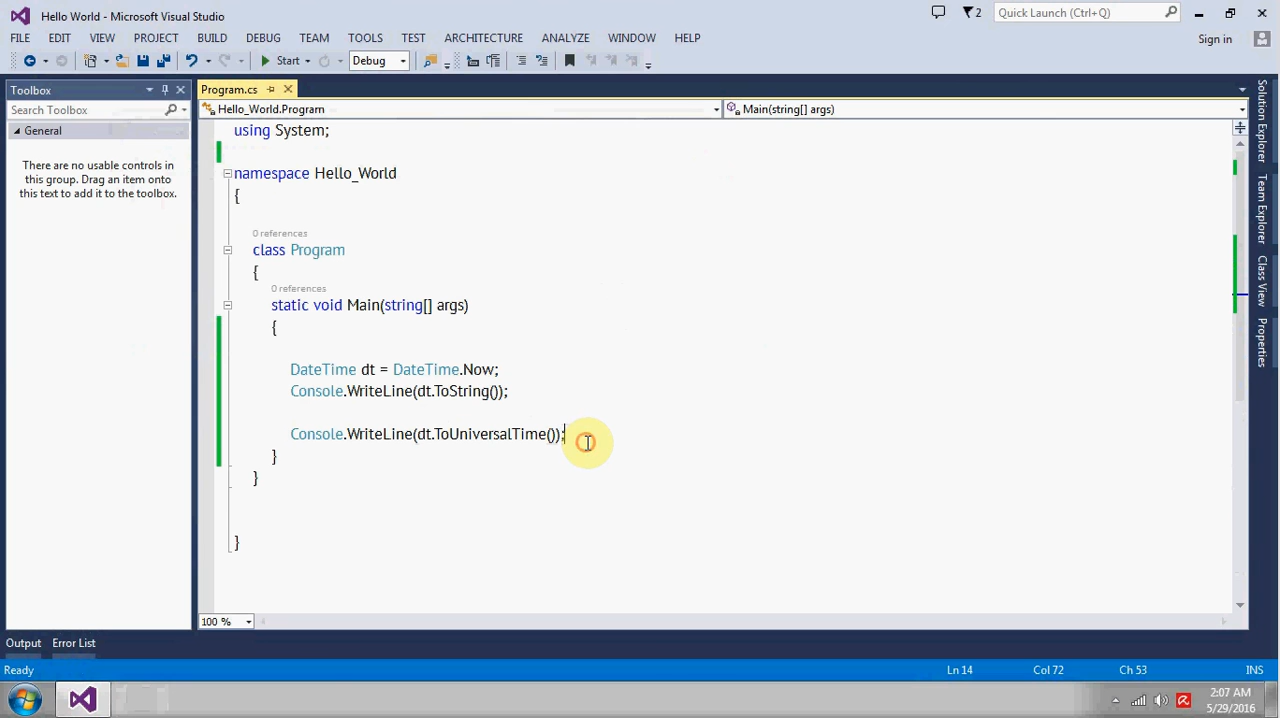 Hello World - Microsoft Visual Studio
2
Quick Launch (Ctrl+Q)
FILE EDIT VIEW PROJECT BUILD DEBUG TEAM TOOLS TEST ARCHITECTURE ANALYZE WINDOW HELP
Sign in
Start
Debug
Toolbox
Search Toolbox
General
There are no usable controls in
this group. Drag an item onto
this text to add it to the toolbox.
Program.cs
Hello_World.Program
Main(string[] args)
using System;
namespace Hello_World
{
0 references
class Program
{
0 references
static void Main(string[] args)
{
DateTime dt = DateTime.Now;
Console.WriteLine(dt.ToString());
Console.WriteLine(dt.ToUniversalTime());
}
}
}
100 %
Solution Explorer
Team Explorer
Class View
Properties
Output Error List
Ready
Ln 14
Col 72
Ch 53
INS
2:07 AM
5/29/2016